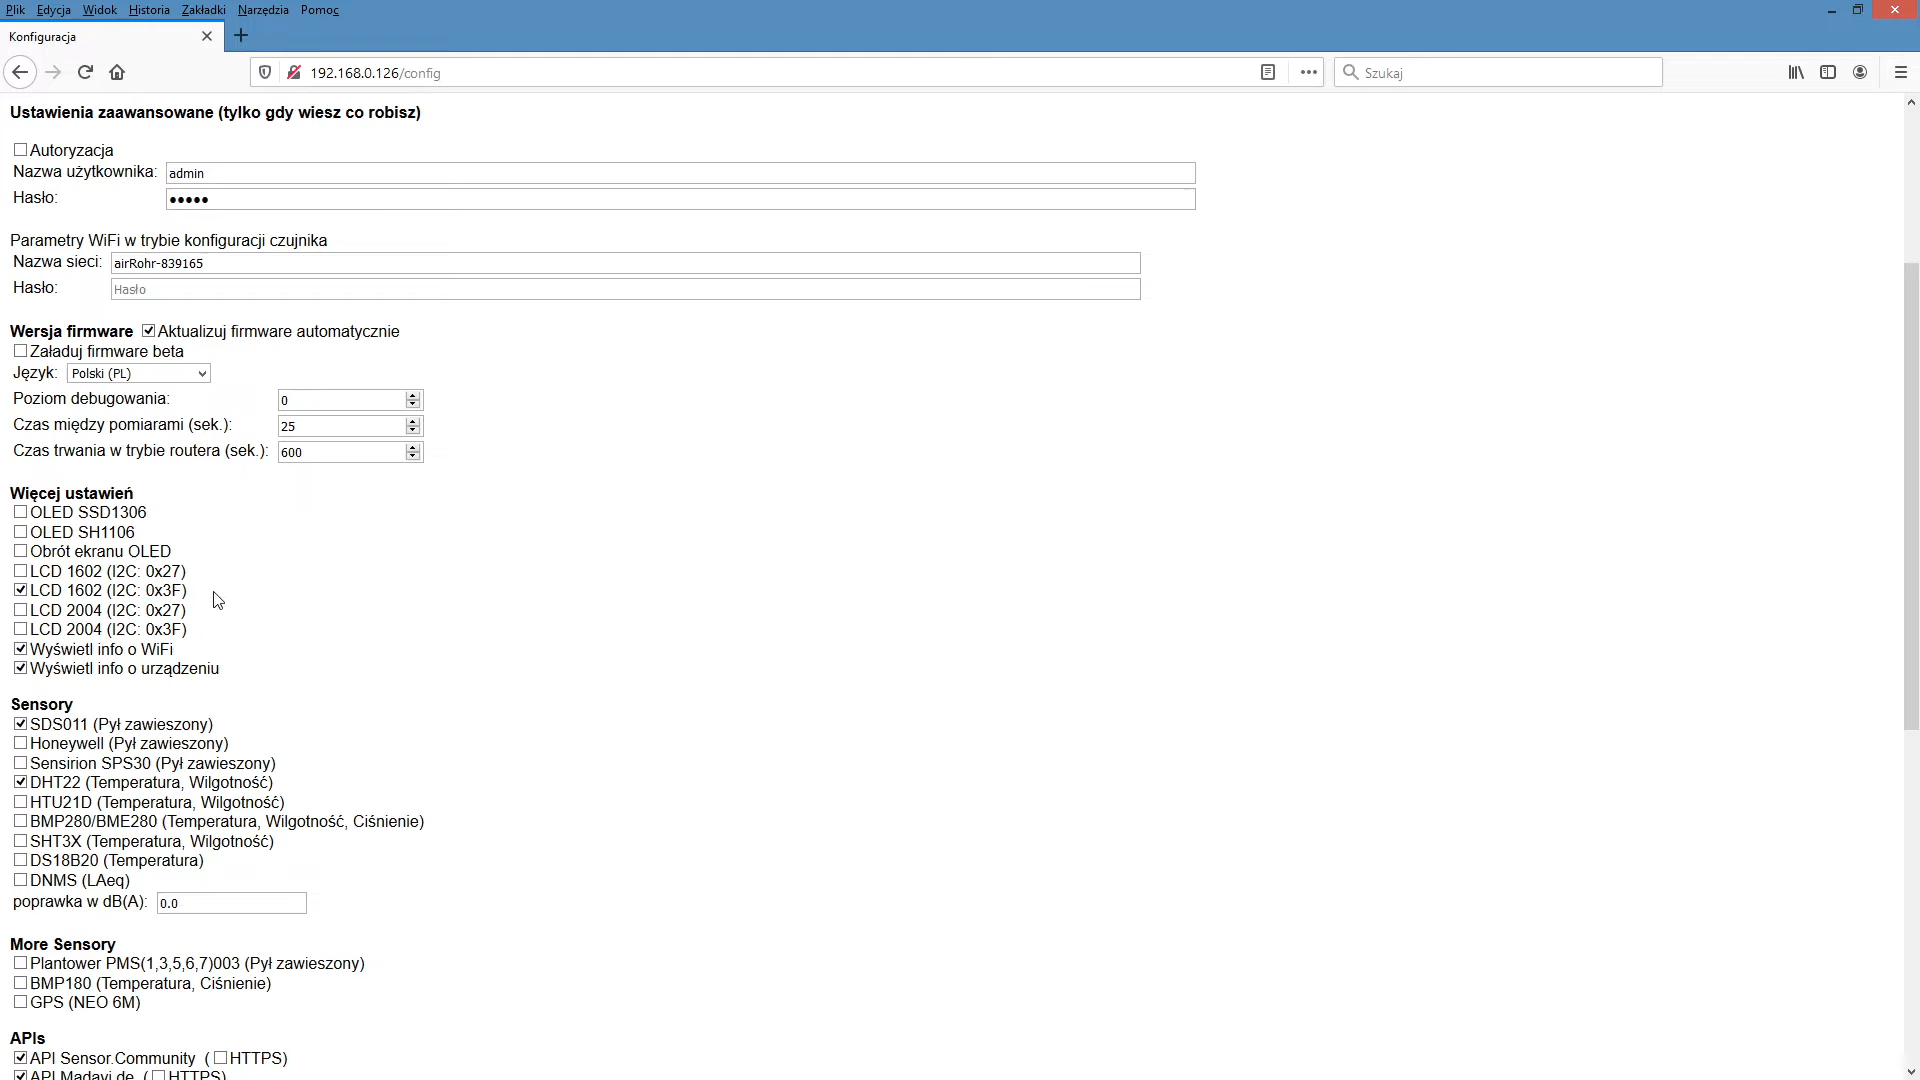 Plik Edycja Widok Historia Zakładki Narzędzia Pomoc
Konfiguracja
192.168.0.126/config
Szukaj
Ustawienia zaawansowane (tylko gdy wiesz co robisz)
Autoryzacja
Nazwa użytkownika: admin
Hasło: •••••
Parametry WiFi w trybie konfiguracji czujnika
Nazwa sieci: airRohr-839165
Hasło: Hasło
Wersja firmware Aktualizuj firmware automatycznie
Załaduj firmware beta
Język: Polski (PL)
Poziom debugowania: 0
Czas między pomiarami (sek.): 25
Czas trwania w trybie routera (sek.): 600
Więcej ustawień
OLED SSD1306
OLED SH1106
Obrót ekranu OLED
LCD 1602 (I2C: 0x27)
LCD 1602 (I2C: 0x3F)
LCD 2004 (I2C: 0x27)
LCD 2004 (I2C: 0x3F)
Wyświetl info o WiFi
Wyświetl info o urządzeniu
Sensory
SDS011 (Pył zawieszony)
Honeywell (Pył zawieszony)
Sensirion SPS30 (Pył zawieszony)
DHT22 (Temperatura, Wilgotność)
HTU21D (Temperatura, Wilgotność)
BMP280/BME280 (Temperatura, Wilgotność, Ciśnienie)
SHT3X (Temperatura, Wilgotność)
DS18B20 (Temperatura)
DNMS (LAeq)
poprawka w dB(A): 0.0
More Sensory
Plantower PMS(1,3,5,6,7)003 (Pył zawieszony)
BMP180 (Temperatura, Ciśnienie)
GPS (NEO 6M)
APIs
API Sensor.Community ( HTTPS)
API Madavi.de ( HTTPS)